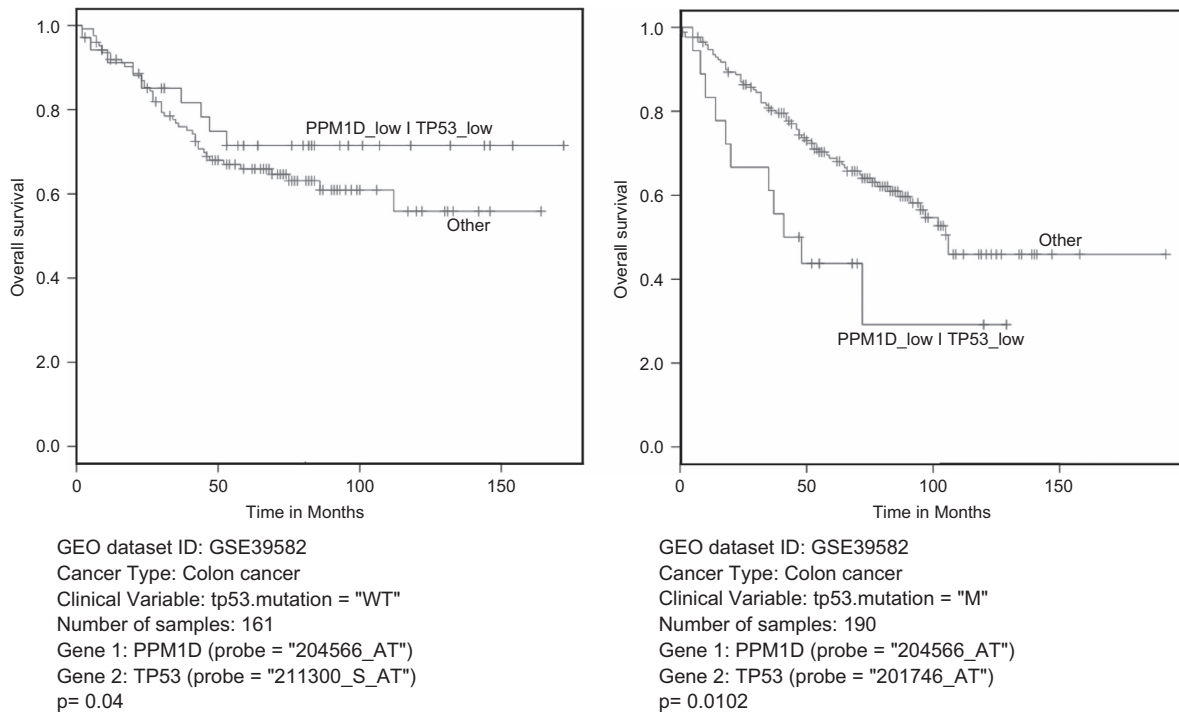 1.0
0.8
0.6
0.4
2.0
0.0
Overall survival
PPM1D_low I TP53_low
Other
0
50
100
150
Time in Months
GEO dataset ID: GSE39582
Cancer Type: Colon cancer
Clinical Variable: tp53.mutation = "WT"
Number of samples: 161
Gene 1: PPM1D (probe = "204566_AT")
Gene 2: TP53 (probe = "211300_S_AT")
p= 0.04
1.0
0.8
0.6
0.4
2.0
0.0
Overall survival
Other
PPM1D_low I TP53_low
0
50
100
150
Time in Months
GEO dataset ID: GSE39582
Cancer Type: Colon cancer
Clinical Variable: tp53.mutation = "M"
Number of samples: 190
Gene 1: PPM1D (probe = "204566_AT")
Gene 2: TP53 (probe = "201746_AT")
p= 0.0102